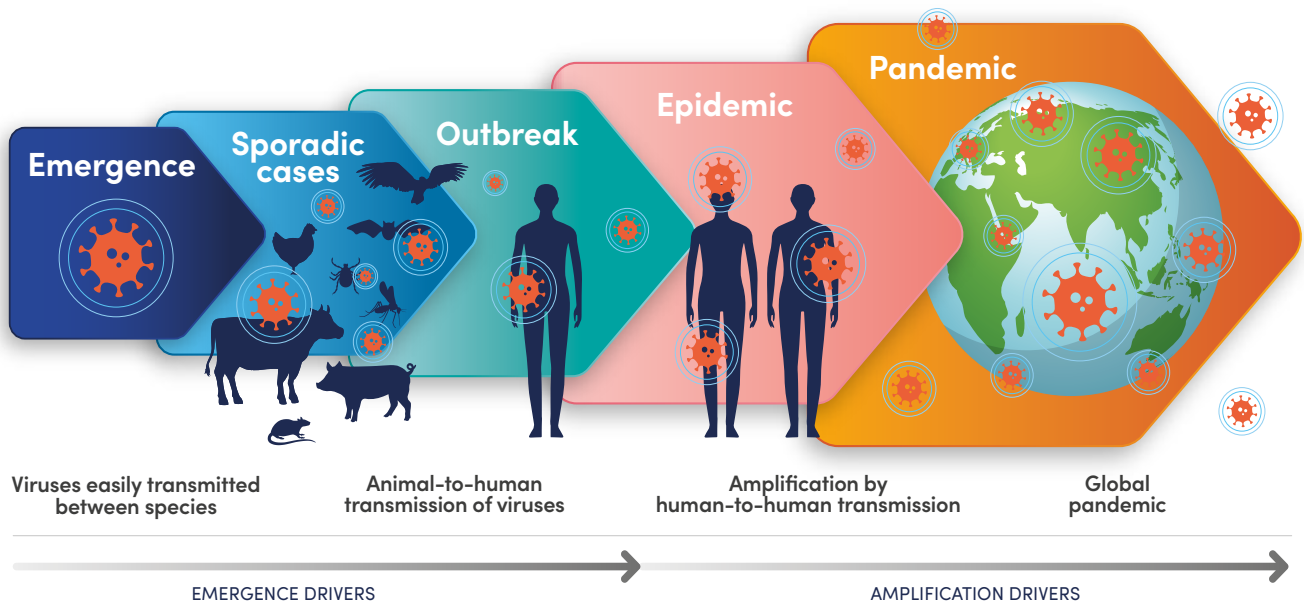 Emergence
Sporadic
cases
Outbreak
Epidemic
Pandemic
Viruses easily transmitted
between species
Animal-to-human
transmission of viruses
Amplification by
human-to-human transmission
Global
pandemic
EMERGENCE DRIVERS
AMPLIFICATION DRIVERS